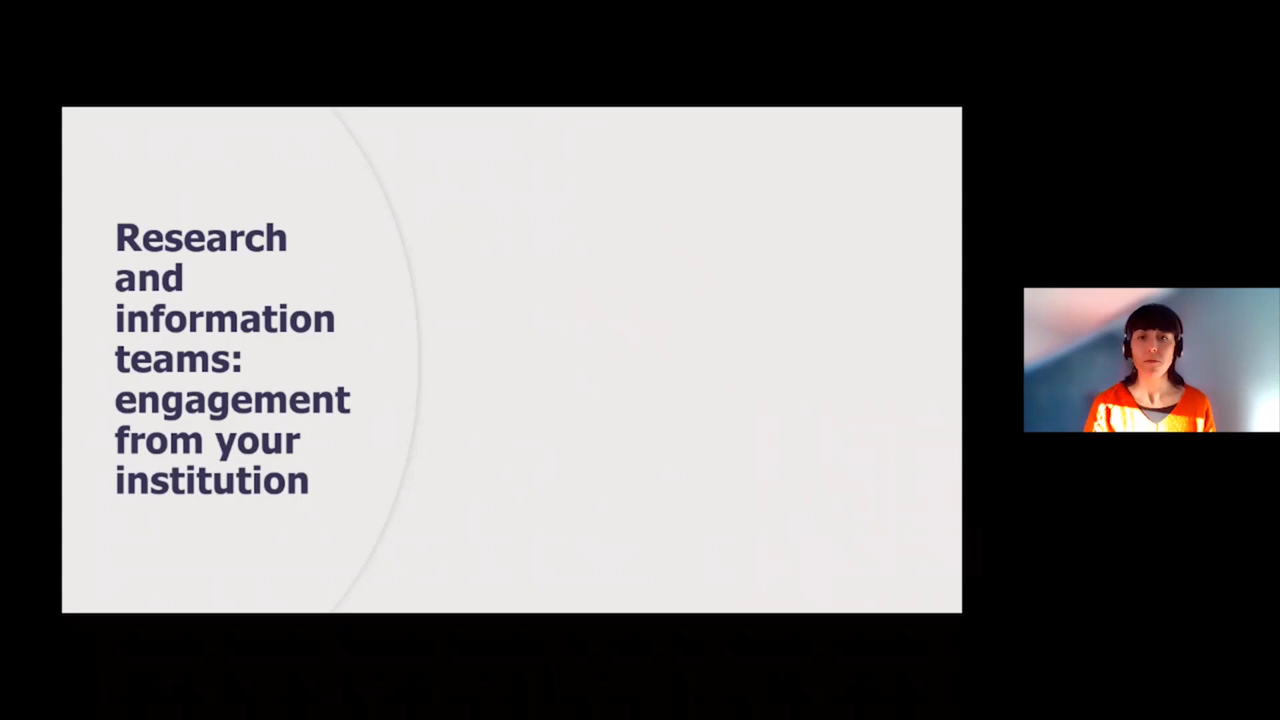 Research
and
information
teams:
engagement
from your
institution